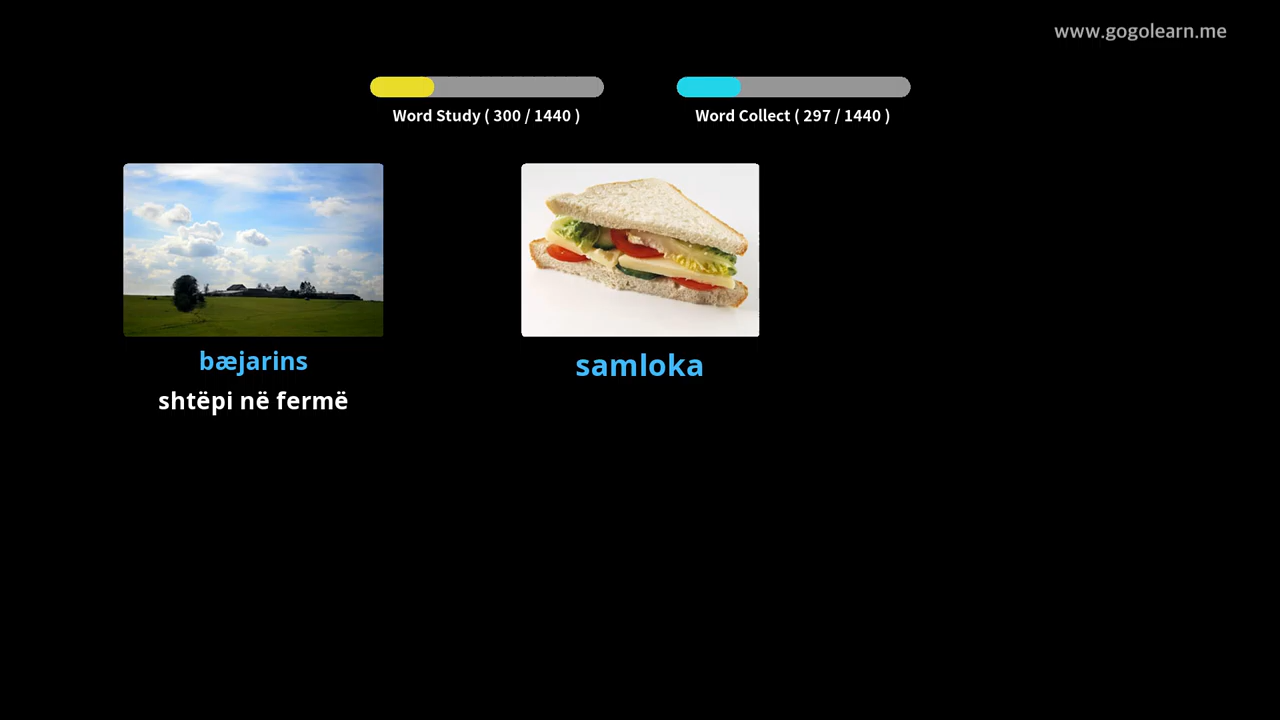 www.gogolearn.me
Word Study ( 300 / 1440 )
Word Collect ( 297 / 1440 )
bæjarins
shtëpi në fermë
samloka